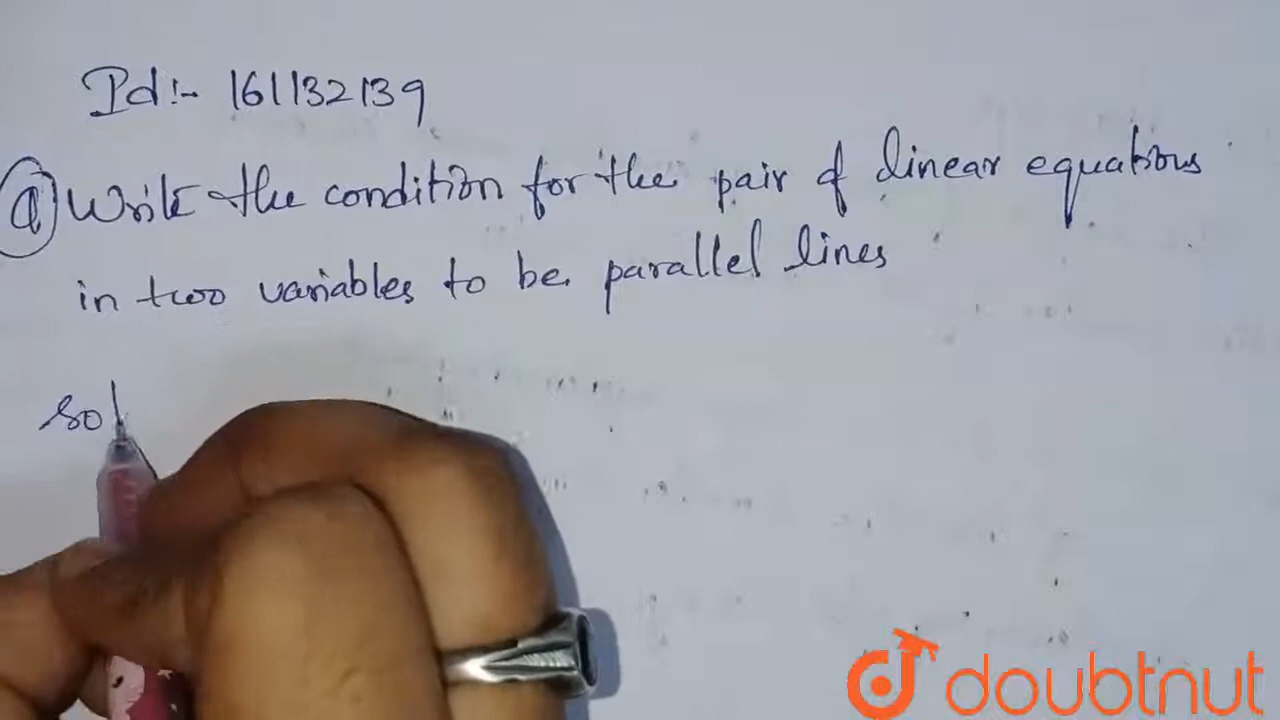 Id:- 161132139
Q) Write the condition for the pair of linear equations
in two variables to be parallel lines
sol
doubtnut